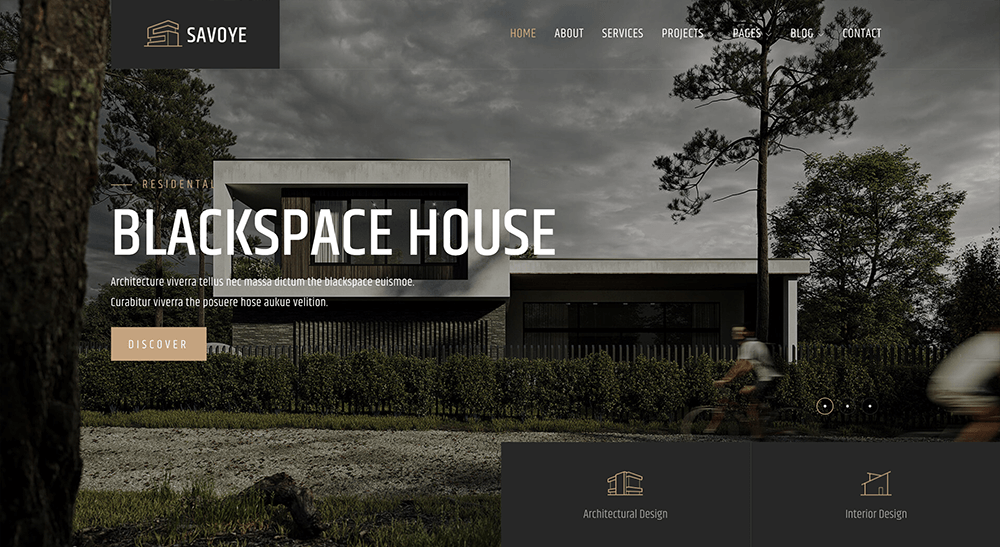 SAVOYE
HOME ABOUT SERVICES PROJECTS PAGES BLOG CONTACT
RESIDENTAL
BLACKSPACE HOUSE
Architecture viverra tellus nec massa dictum the blackspace euismoe.
Curabitur viverra the posuere hose aukue velition.
DISCOVER
Architectural Design
Interior Design